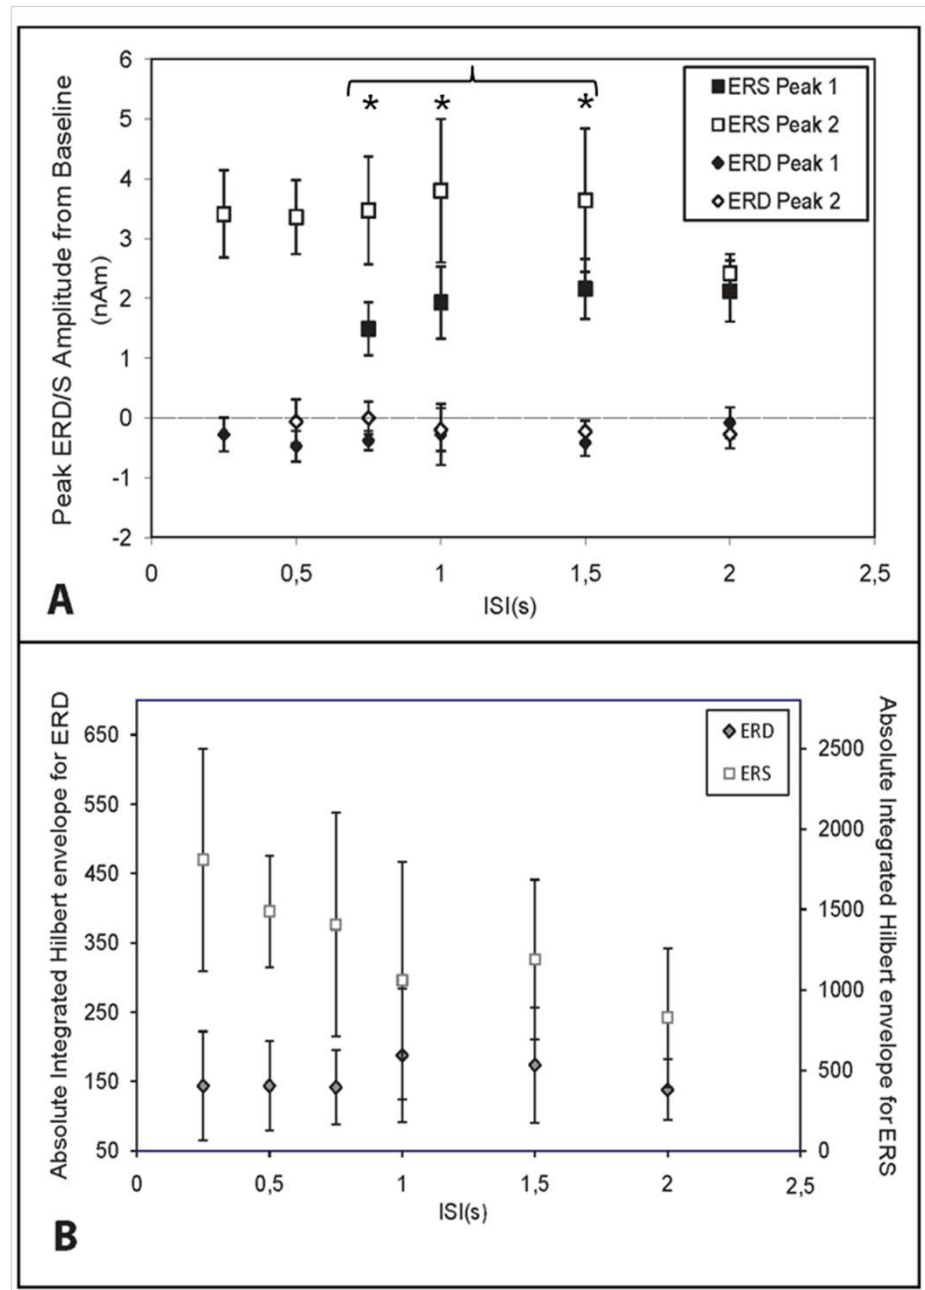 Peak ERD/S Amplitude from Baseline
(nAm)
6
5
4
3
2
1
0
-1
-2
* * *
ERS Peak 1
ERS Peak 2
ERD Peak 1
ERD Peak 2
0 0,5 1 1,5 2 2,5
ISI(s)
A
Absolute Integrated Hilbert envelope for ERD
650
550
450
350
250
150
50
ERD
ERS
2500
2000
1500
1000
500
0
Absolute Integrated Hilbert envelope for ERS
0 0,5 1 1,5 2 2,5
ISI(s)
B